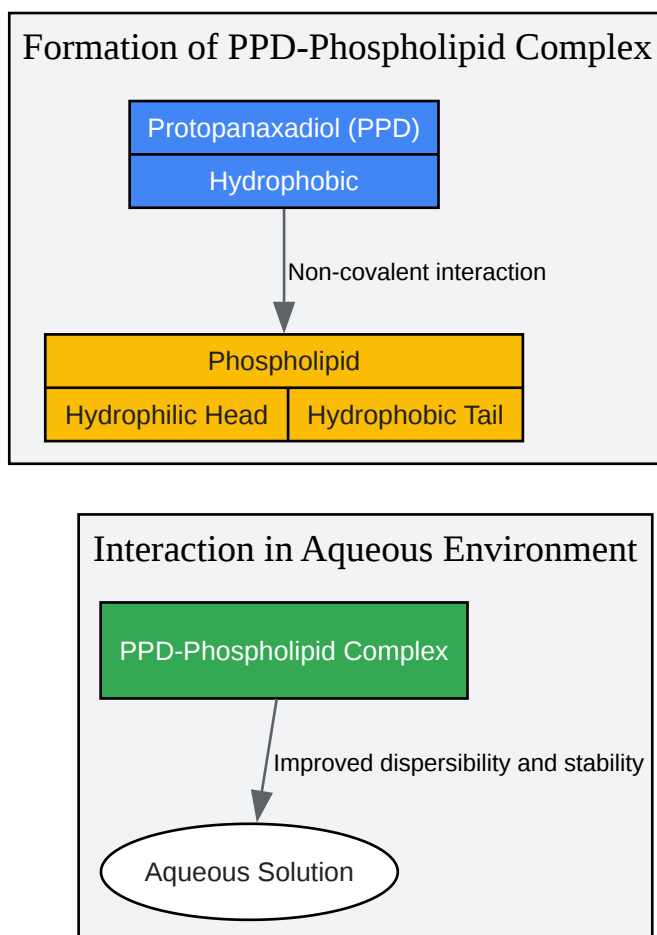 Formation of PPD-Phospholipid Complex
Protopanaxadiol (PPD)
Hydrophobic
Non-covalent interaction
Phospholipid
Hydrophilic Head
Hydrophobic Tail
Interaction in Aqueous Environment
PPD-Phospholipid Complex
Improved dispersibility and stability
Aqueous Solution